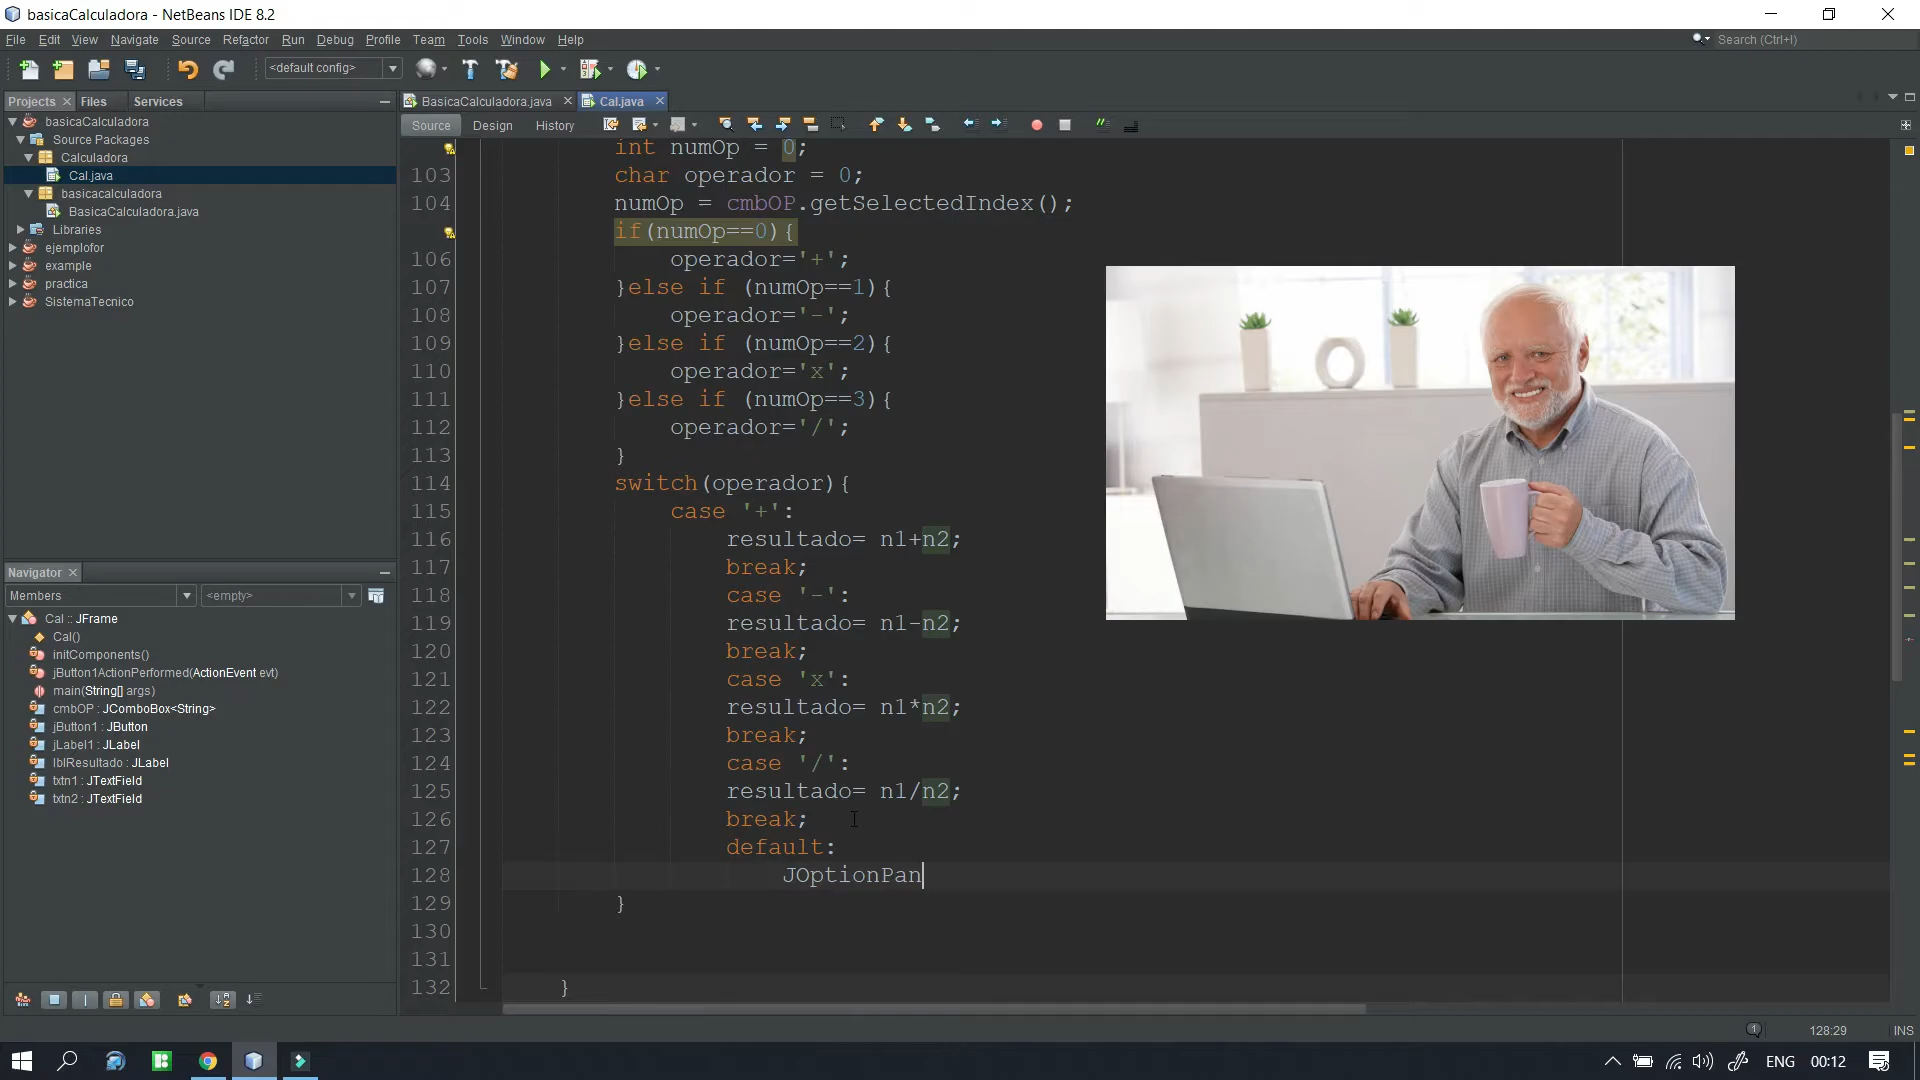 basicaCalculadora - NetBeans IDE 8.2
File Edit View Navigate Source Refactor Run Debug Profile Team Tools Window Help
Search (Ctrl+I)
<default config>
Projects Files Services
BasicaCalculadora.java Cal.java
Source Design History
basicaCalculadora
Source Packages
Calculadora
Cal.java
basicacalculadora
BasicaCalculadora.java
Libraries
ejemplofor
example
practica
SistemaTecnico
Navigator
Members <empty>
Cal :: JFrame
Cal()
initComponents()
jButton1ActionPerformed(ActionEvent evt)
main(String[] args)
cmbOP : JComboBox<String>
jButton1 : JButton
jLabel1 : JLabel
lblResultado : JLabel
txtn1 : JTextField
txtn2 : JTextField
int numOp = 0;
103 char operador = 0;
104 numOp = cmbOP.getSelectedIndex();
if(numOp==0){
106 operador='+';
107 }else if (numOp==1){
108 operador='-';
109 }else if (numOp==2){
110 operador='x';
111 }else if (numOp==3){
112 operador='/';
113 }
114 switch(operador){
115 case '+':
116 resultado= n1+n2;
117 break;
118 case '-':
119 resultado= n1-n2;
120 break;
121 case 'x':
122 resultado= n1*n2;
123 break;
124 case '/':
125 resultado= n1/n2;
126 break;
127 default:
128 JOptionPan
129 }
130
131
132 }
1 128:29 INS
ENG 00:12